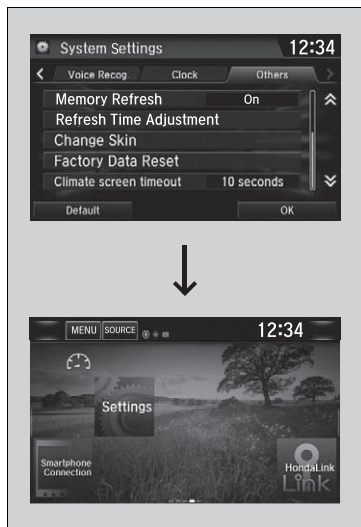 System Settings 12:34
Voice Recog. Clock Others
Memory Refresh On
Refresh Time Adjustment
Change Skin
Factory Data Reset
Climate screen timeout 10 seconds
Default OK
MENU SOURCE 12:34
Settings
Smartphone
Connection
HondaLink
Link